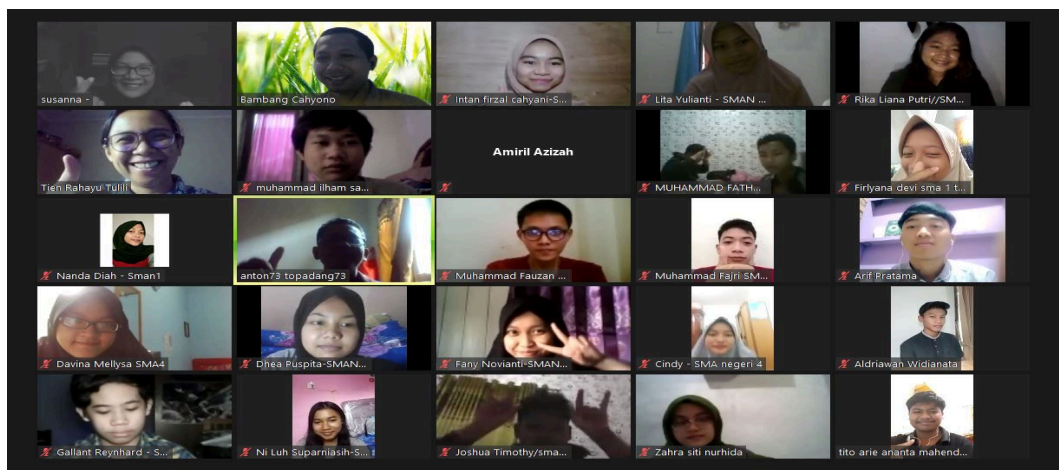 susanna -
Bambang Cahyono
Intan firzal cahyani-S...
Lita Yulianti - SMAN ...
Rika Liana Putri//SM...
Tien Rahayu Tulili
muhammad ilham sa...
Amiril Azizah
MUHAMMAD FATH...
Firlyana devi sma 1 t...
Nanda Diah - Sman1
anton73 topadang73
Muhammad Fauzan ...
Muhammad Fajri SM...
Arif Pratama
Davina Mellysa SMA4
Dhea Puspita-SMAN...
Fany Novianti-SMAN...
Cindy - SMA negeri 4
Aldriawan Widianata
Gallant Reynhard - S...
Ni Luh Suparniasih-S...
Joshua Timothy/sma...
Zahra siti nurhida
tito arie ananta mahend...